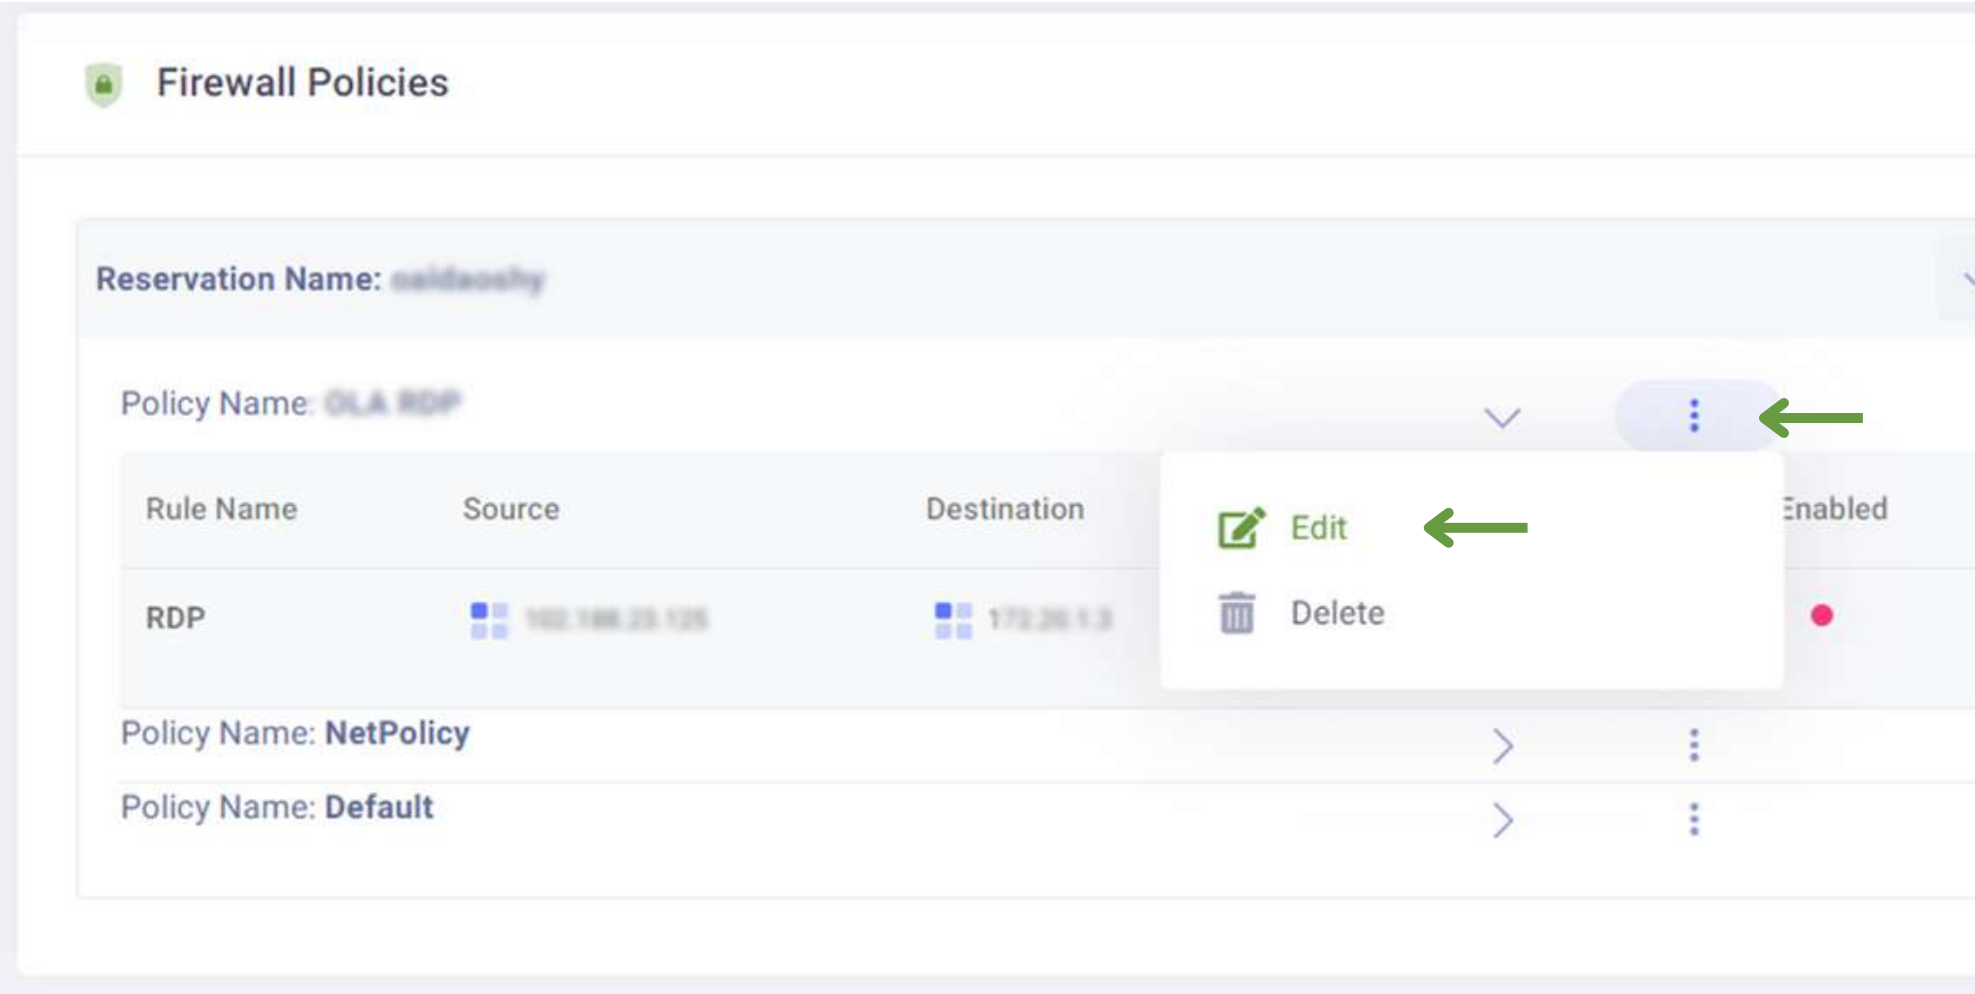 Firewall Policies
Reservation Name:
Policy Name:
Rule Name Source Destination Enabled
Edit
RDP
Delete
Policy Name: NetPolicy
Policy Name: Default